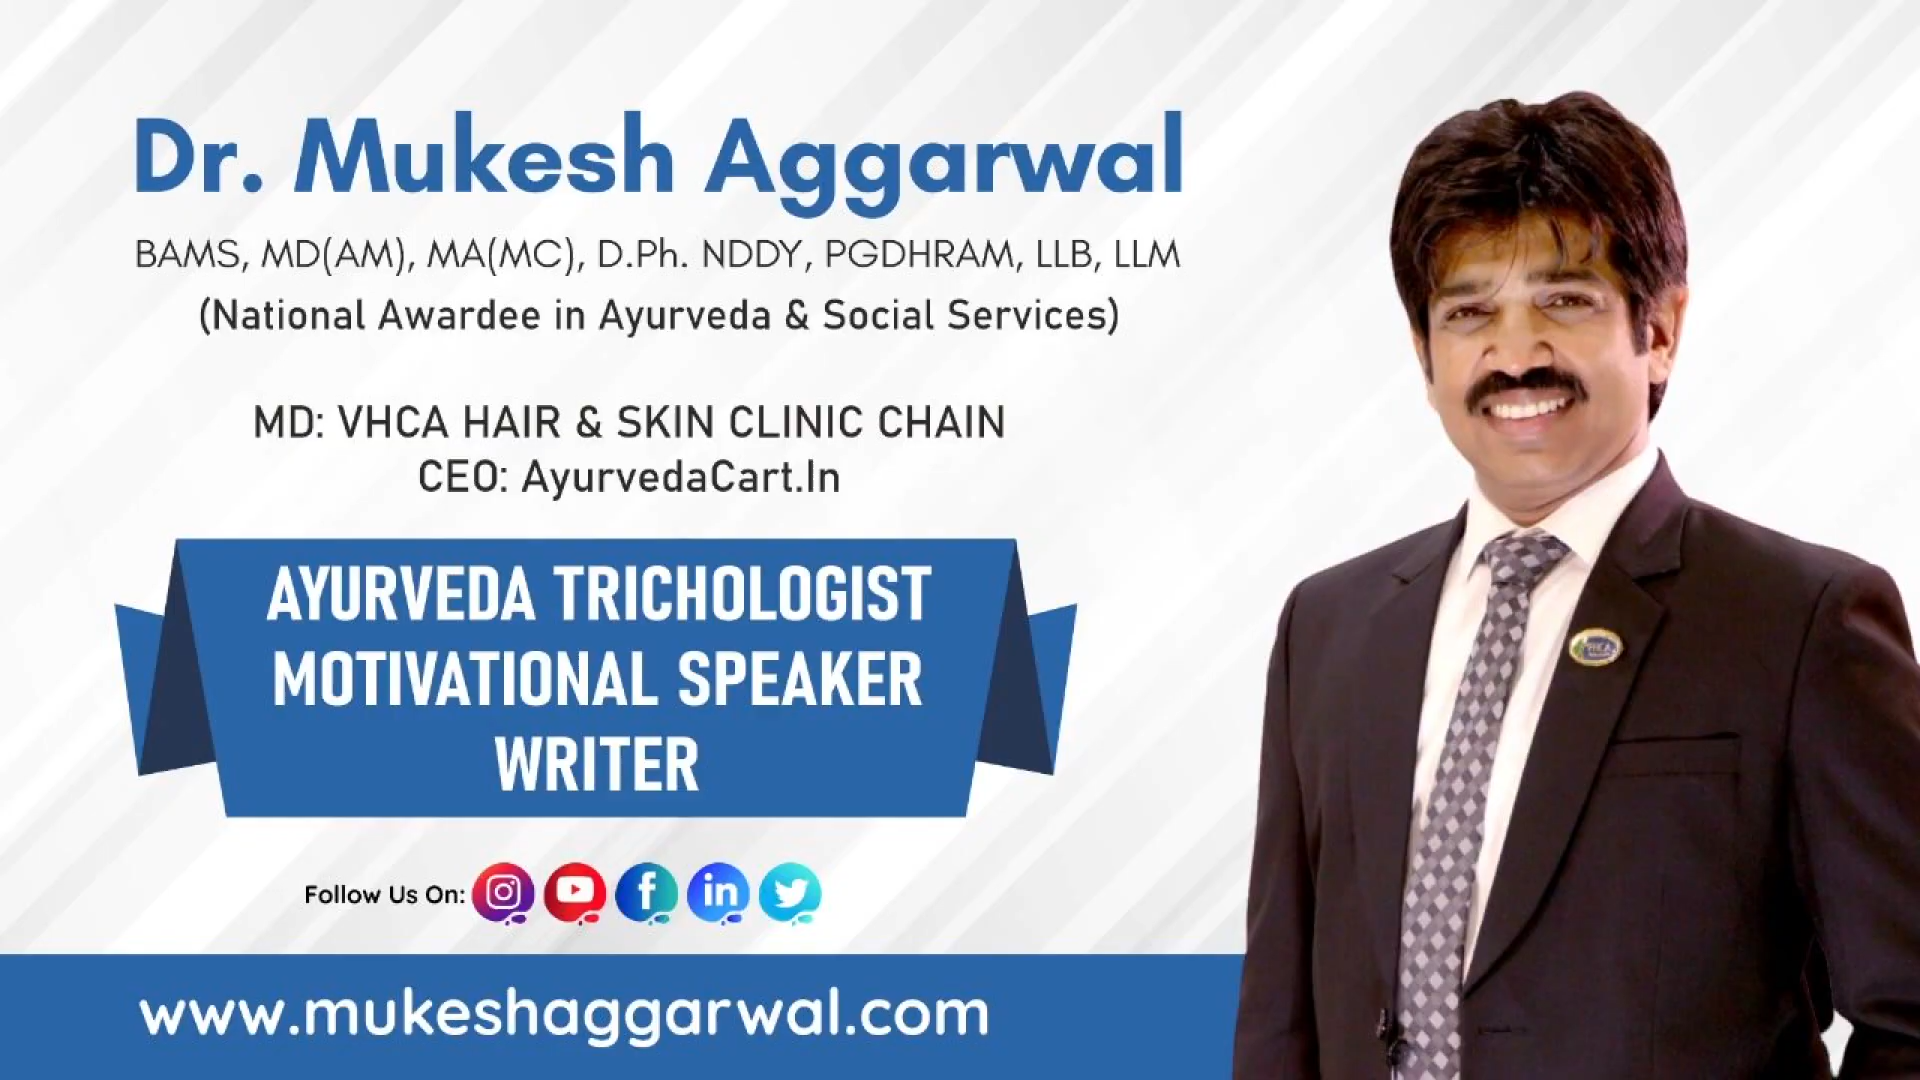 Dr. Mukesh Aggarwal
BAMS, MD(AM), MA(MC), D.Ph. NDDY, PGDHRAM, LLB, LLM
(National Awardee in Ayurveda & Social Services)
MD: VHCA HAIR & SKIN CLINIC CHAIN
CEO: AyurvedaCart.In
AYURVEDA TRICHOLOGIST
MOTIVATIONAL SPEAKER
WRITER
Follow Us On:
www.mukeshaggarwal.com